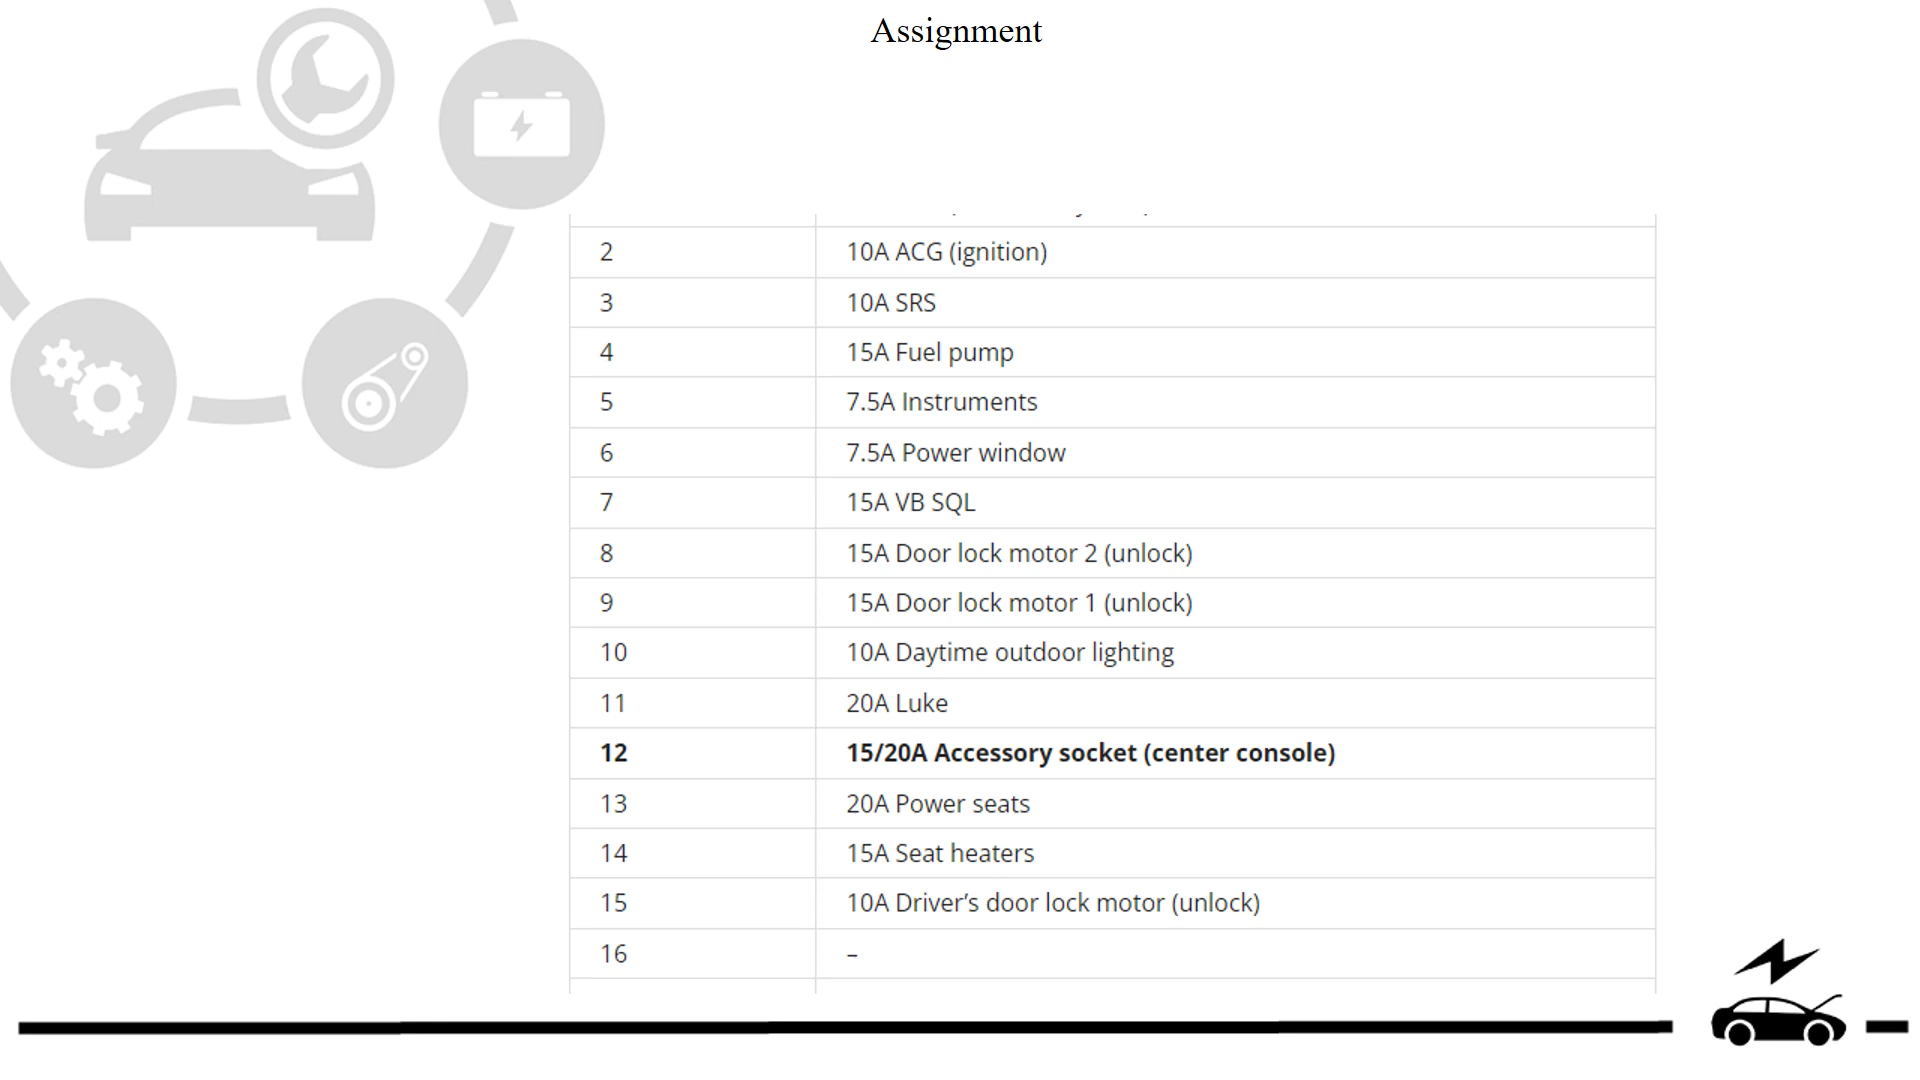 Assignment
2 10A ACG (ignition)
3 10A SRS
4 15A Fuel pump
5 7.5A Instruments
6 7.5A Power window
7 15A VB SQL
8 15A Door lock motor 2 (unlock)
9 15A Door lock motor 1 (unlock)
10 10A Daytime outdoor lighting
11 20A Luke
12 15/20A Accessory socket (center console)
13 20A Power seats
14 15A Seat heaters
15 10A Driver’s door lock motor (unlock)
16 –